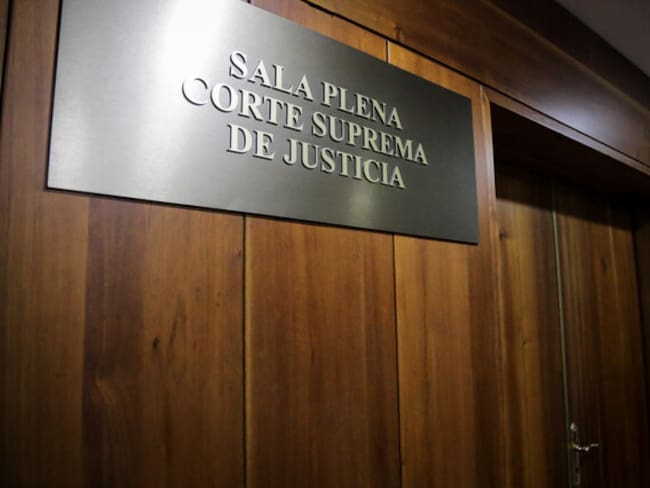 SALA PLENA
CORTE SUPREMA
DE JUSTICIA